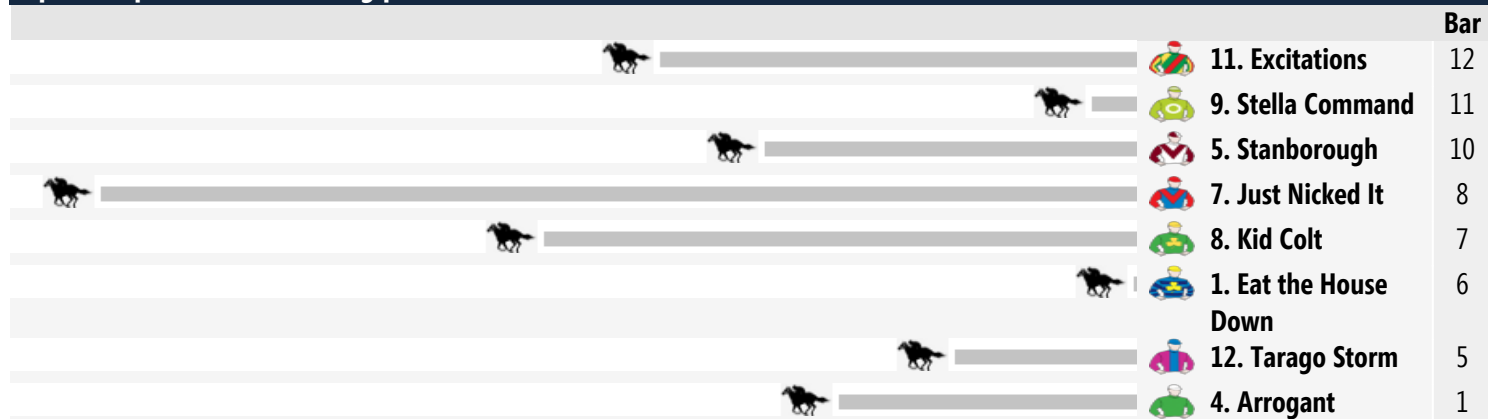 Bar
11. Excitations 12
9. Stella Command 11
5. Stanborough 10
7. Just Nicked It 8
8. Kid Colt 7
1. Eat the House 6
Down
12. Tarago Storm 5
4. Arrogant 1